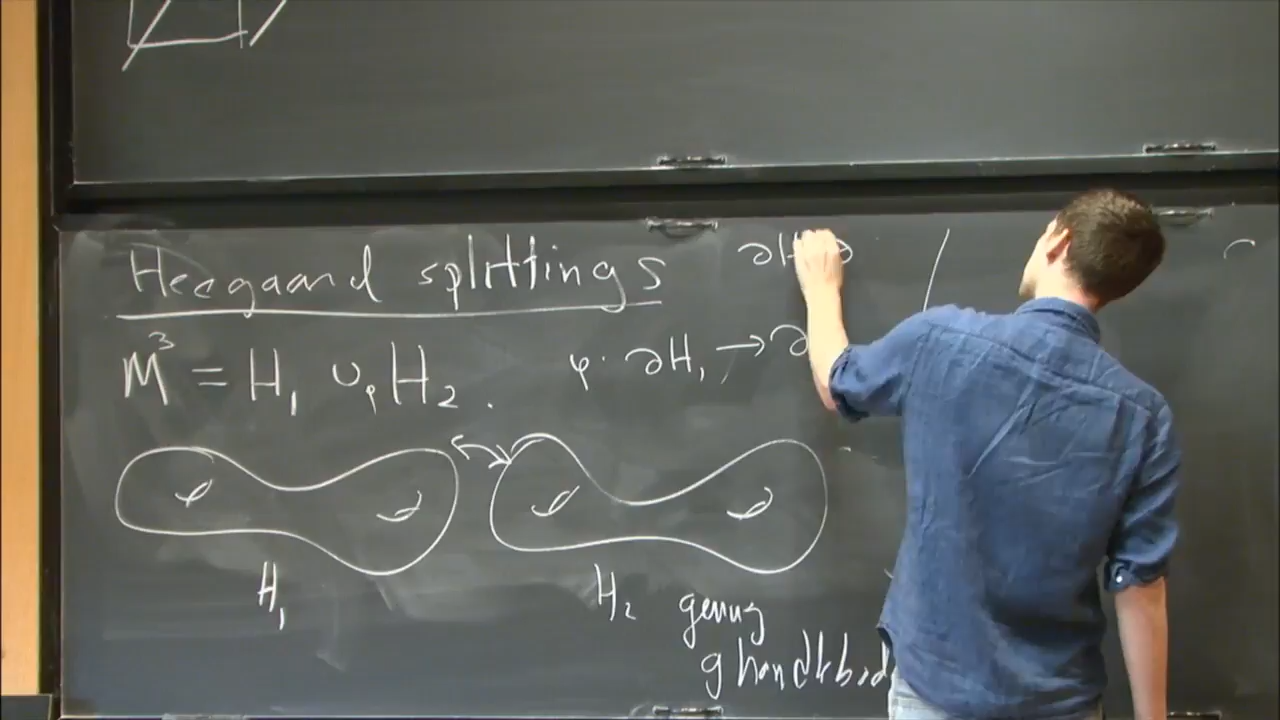 Heegaard splittings
M³ = H₁ ∪φ H₂.
φ. ∂H₁ → ∂
∂H
H₁
H₂
genus
g handlebod